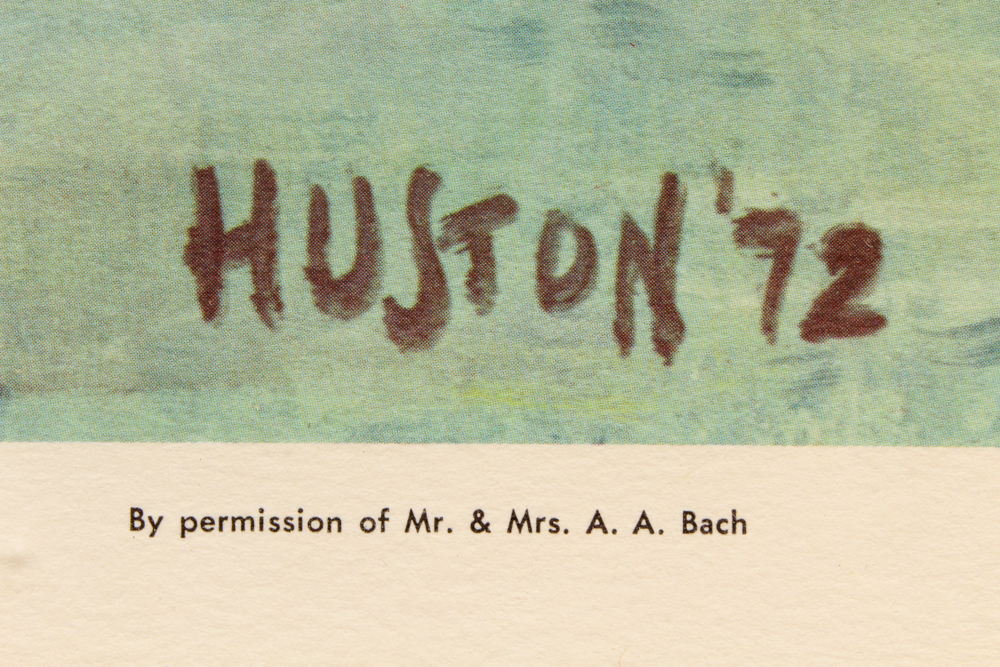 HUSTON '72
By permission of Mr. & Mrs. A. A. Bach